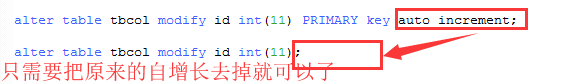 alter table tbcol modify id int(11) PRIMARY key auto increment;
alter table tbcol modify id int(11);
只需要把原来的自增长去掉就可以了